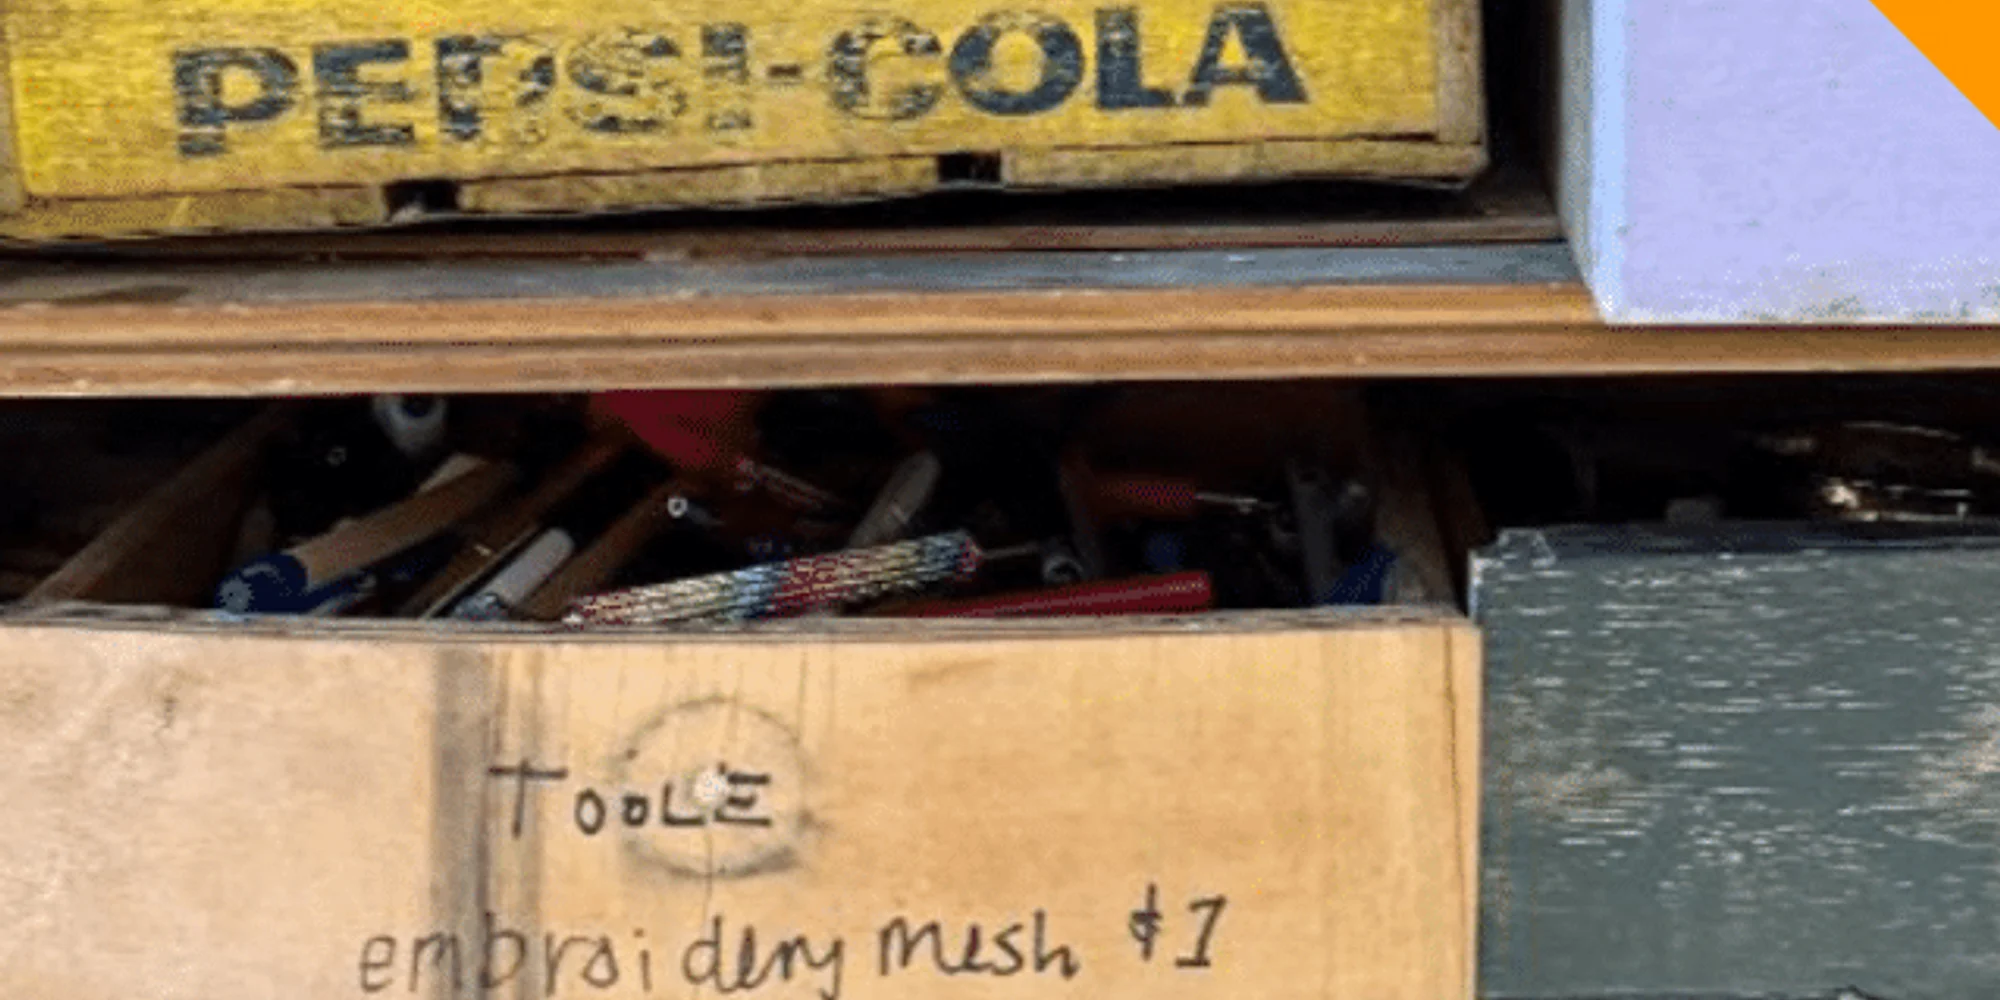 PEPSI-COLA
TOOLE
embroidery mesh $1